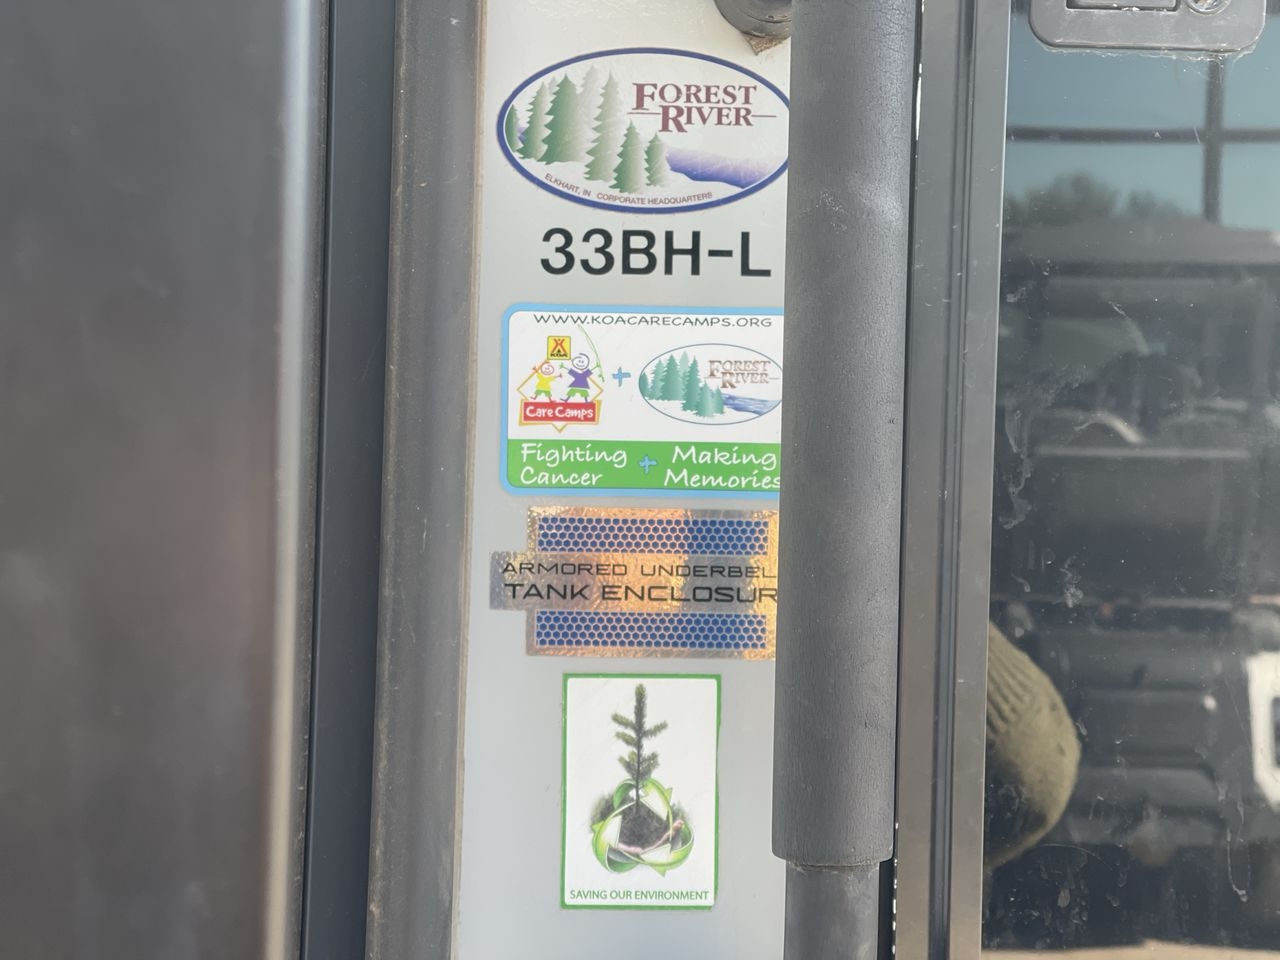 FOREST
RIVER
ELKHART, IN CORPORATE HEADQUARTERS
33BH-L
WWW.KOACARECAMPS.ORG
KOA
Care Camps
+
FOREST
RIVER
Fighting + Making
Cancer Memories
ARMORED UNDERBEL
TANK ENCLOSUR
SAVING OUR ENVIRONMENT